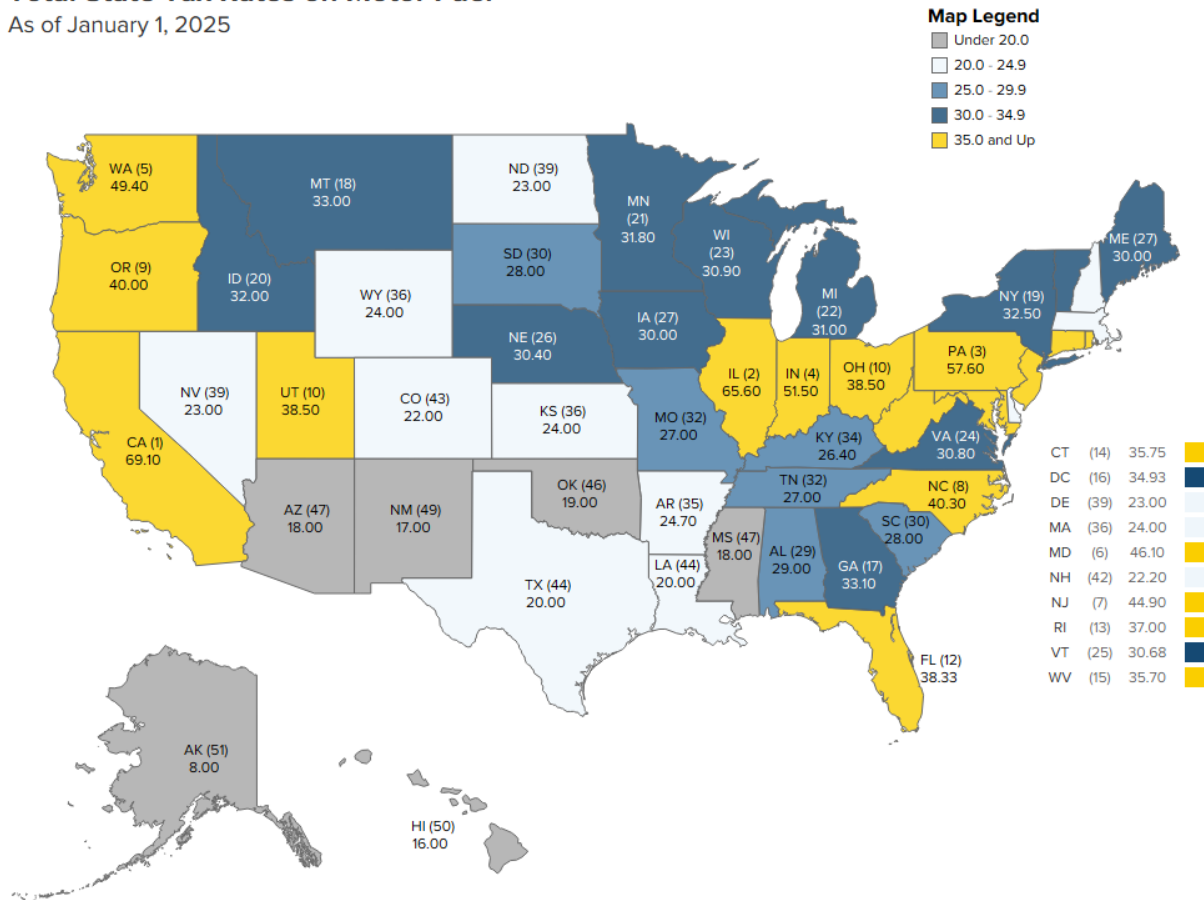 Total State Tax Rates on Motor Fuel
As of January 1, 2025
Map Legend
Under 20.0
20.0 - 24.9
25.0 - 29.9
30.0 - 34.9
35.0 and Up
WA (5)
49.40
MT (18)
33.00
ND (39)
23.00
MN
(21)
31.80
WI
(23)
30.90
MI
(22)
31.00
ME (27)
30.00
OR (9)
40.00
ID (20)
32.00
WY (36)
24.00
SD (30)
28.00
NE (26)
30.40
IA (27)
30.00
NY (19)
32.50
NV (39)
23.00
UT (10)
38.50
CO (43)
22.00
KS (36)
24.00
MO (32)
27.00
IL (2)
65.60
IN (4)
51.50
OH (10)
38.50
PA (3)
57.60
CA (1)
69.10
KY (34)
26.40
VA (24)
30.80
AZ (47)
18.00
NM (49)
17.00
OK (46)
19.00
AR (35)
24.70
TN (32)
27.00
NC (8)
40.30
SC (30)
28.00
TX (44)
20.00
LA (44)
20.00
MS (47)
18.00
AL (29)
29.00
GA (17)
33.10
FL (12)
38.33
AK (51)
8.00
HI (50)
16.00
CT (14) 35.75
DC (16) 34.93
DE (39) 23.00
MA (36) 24.00
MD (6) 46.10
NH (42) 22.20
NJ (7) 44.90
RI (13) 37.00
VT (25) 30.68
WV (15) 35.70